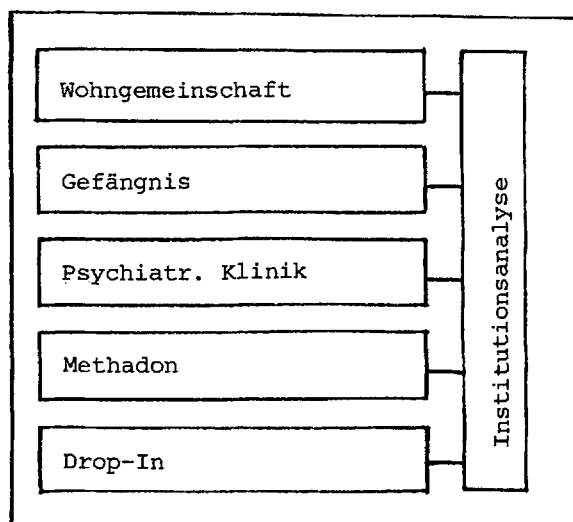 Wohngemeinschaft
Gefängnis
Psychiatr. Klinik
Methadon
Drop-In
Institutionsanalyse